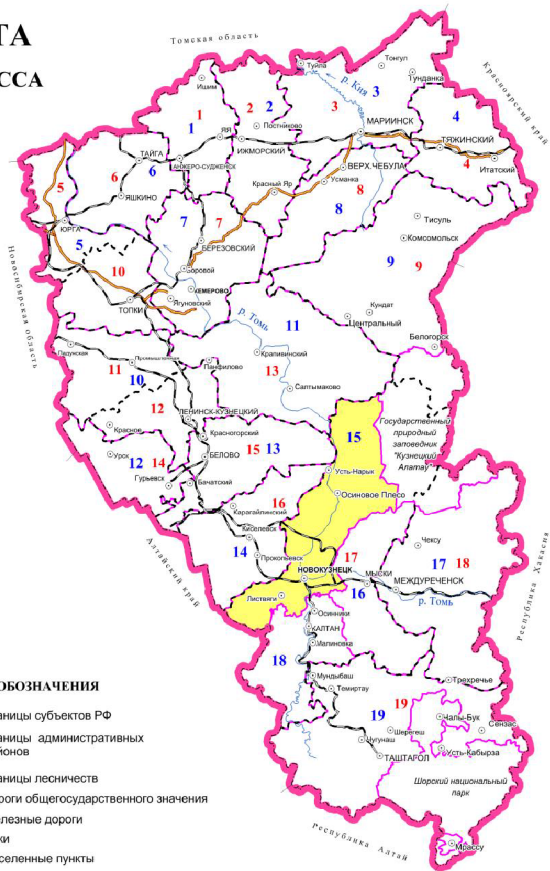 ТА
ССА
Томская область
Красноярский край
Новосибирская область
Алтайский край
Республика Хакасия
Республика Алтай
Туйла
Тонгул
Тунданка
р. Кия
3
3
Ишим
1
1
2
2
Постниково
4
4
МАРИИНСК
ТЯЖИНСКИЙ
Итатский
ЯЯ
ИЖМОРСКИЙ
ТАЙГА
АНЖЕРО-СУДЖЕНСК
6
6
ВЕРХ. ЧЕБУЛА
Усманка
8
8
Красный Яр
5
5
ЯШКИНО
ЮРГА
7
7
БЕРЕЗОВСКИЙ
Боровой
Тисуль
Комсомольск
9
9
10
КЕМЕРОВО
ТОПКИ
Ягуновский
р. Томь
11
Кундат
Центральный
Белогорск
Падунская
Промышленная
11
10
Панфилово
Крапивинский
13
Салтымаково
12
ЛЕНИНСК-КУЗНЕЦКИЙ
Красногорский
Красное
Урск
12
14
БЕЛОВО
Гурьевск
Бачатский
15
13
15
Государственный
природный
заповедник
"Кузнецкий
Алатау"
Усть-Нарык
Осиновое Плесо
Карагайлинский
16
Киселевск
14
Прокопьевск
НОВОКУЗНЕЦК
17
Чексу
17
18
МЫСКИ
16
МЕЖДУРЕЧЕНСК
р. Томь
Листвяги
Осинники
КАЛТАН
Малиновка
18
Мундыбаш
Темиртау
Трехречье
19
19
Чалы-Бук
Сензас
Шерегеш
Чугунаш
Усть-Кабырза
ТАШТАГОЛ
Шорский национальный
парк
Мрассу
ОБОЗНАЧЕНИЯ
аницы субъектов РФ
аницы административных
йонов
аницы лесничеств
роги общегосударственного значения
елезные дороги
ки
селенные пункты